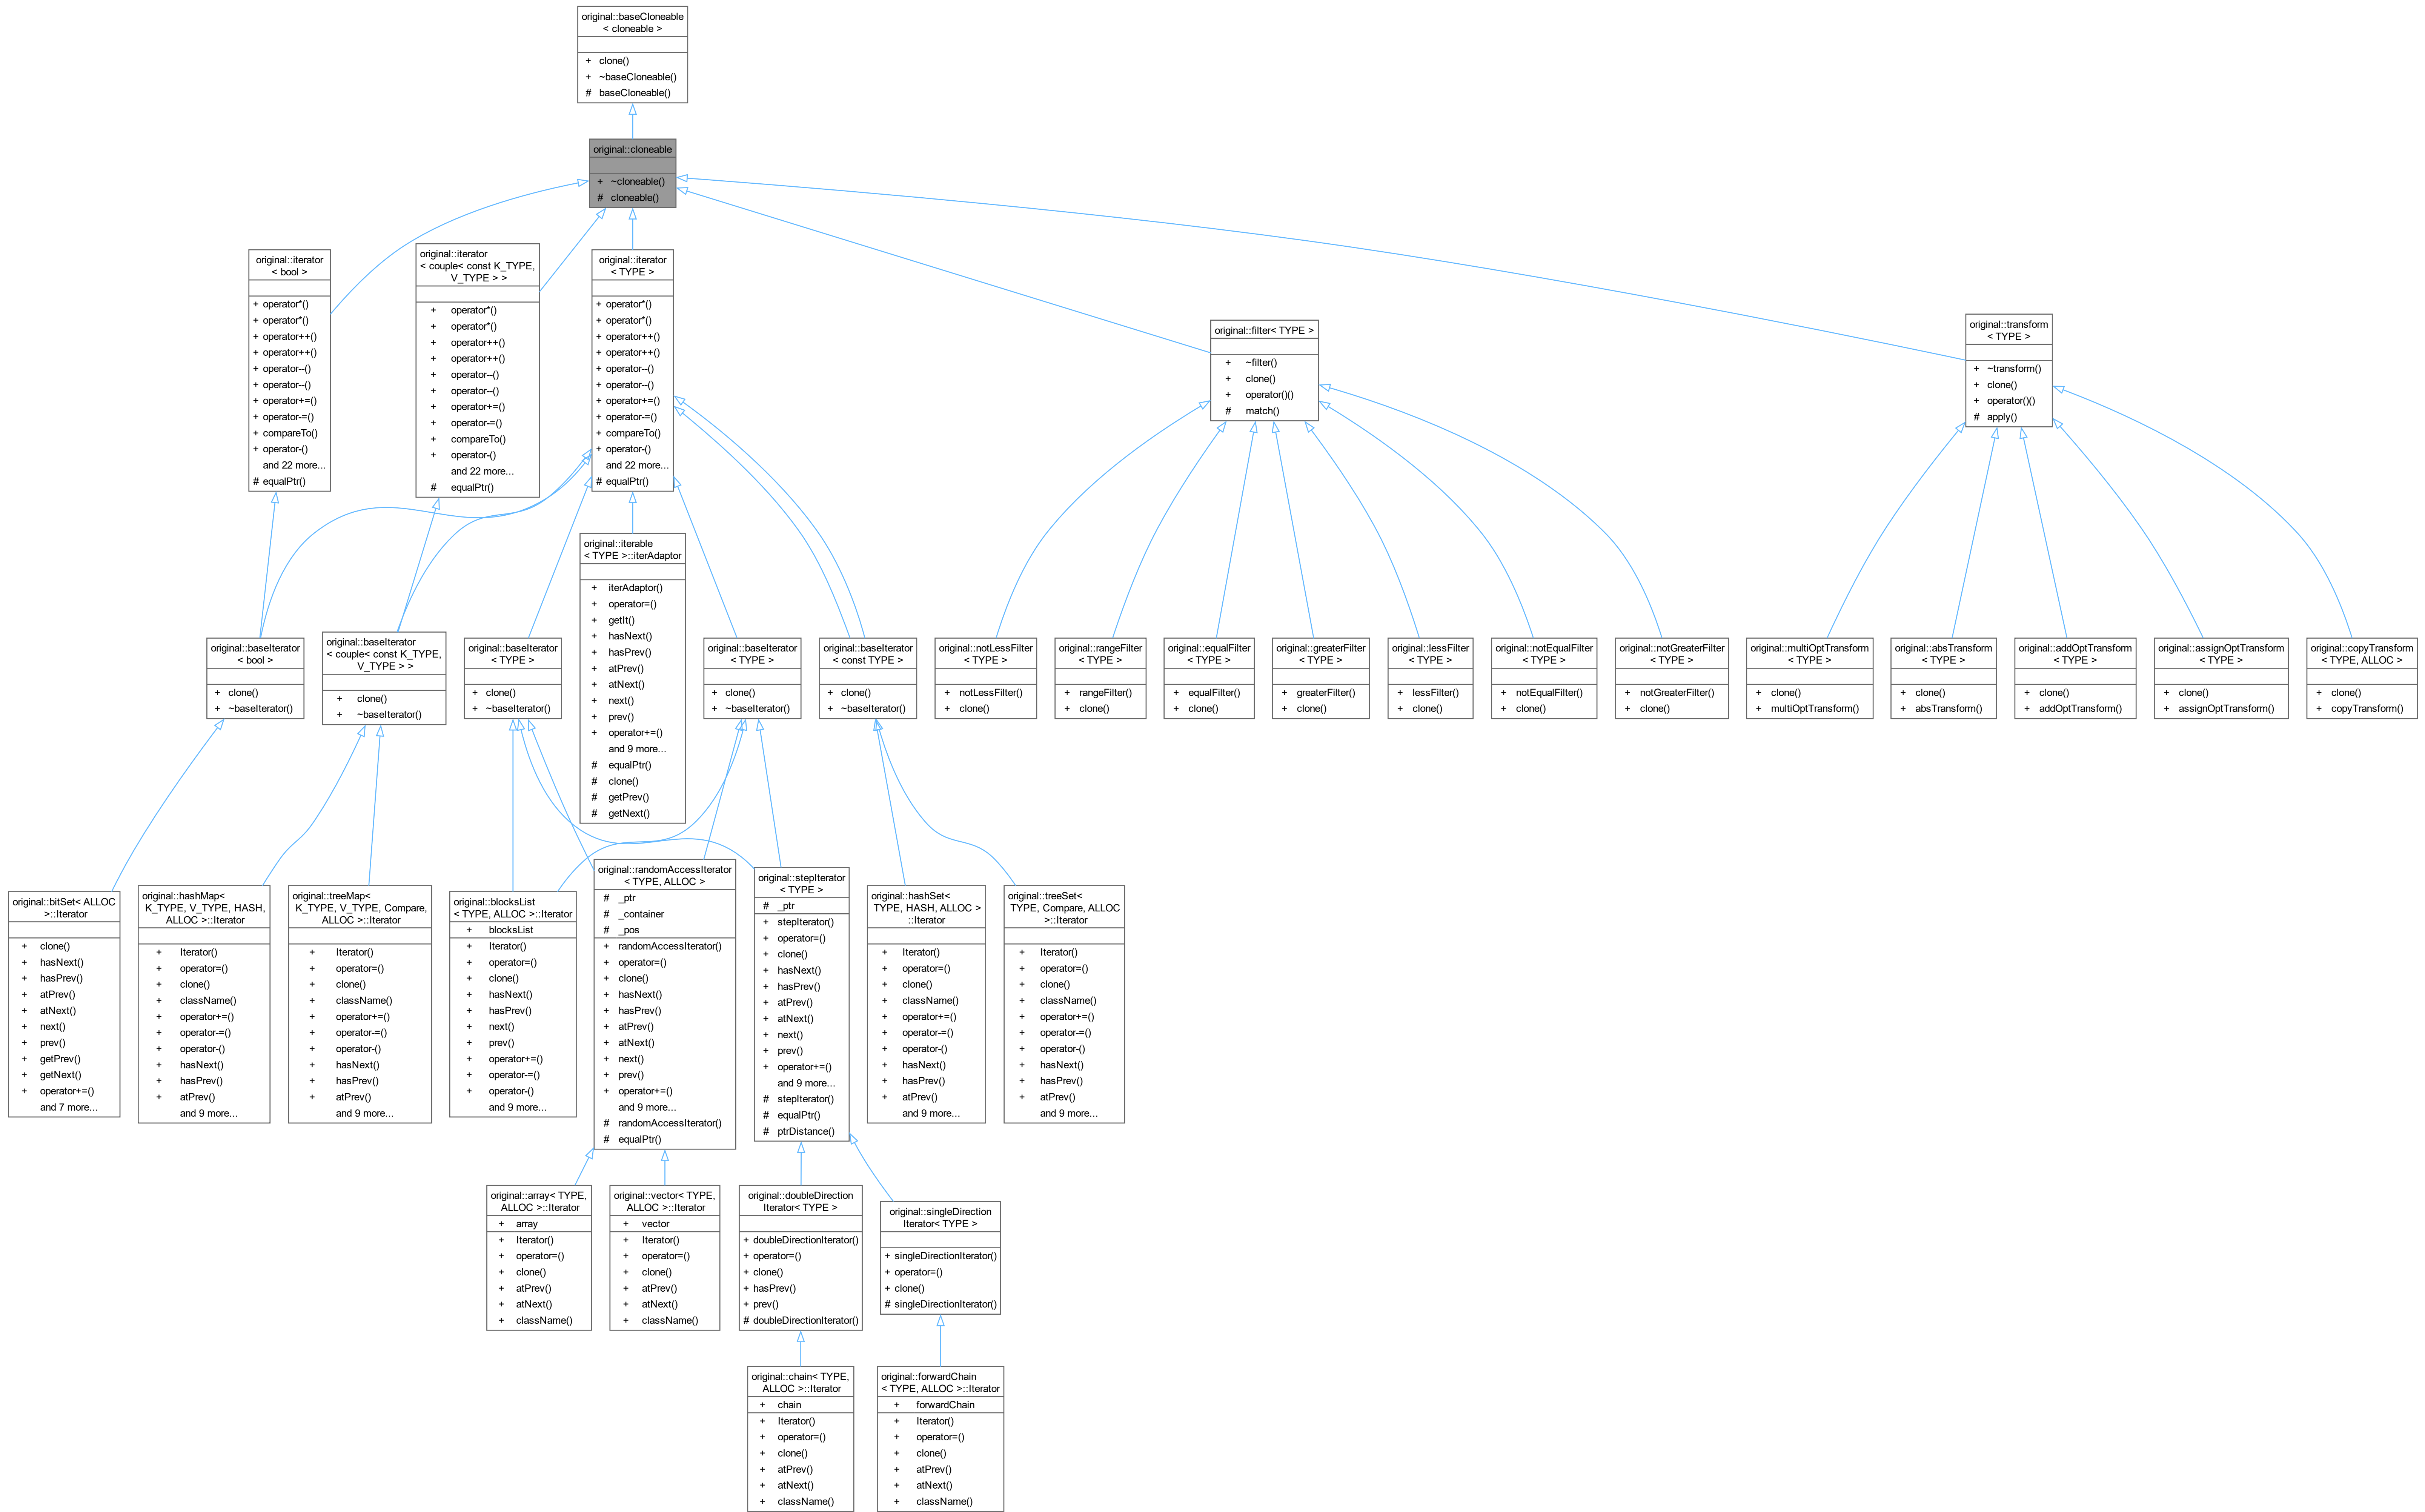 original::baseCloneable
< cloneable >
+ clone()
+ ~baseCloneable()
# baseCloneable()
original::cloneable
+ ~cloneable()
# cloneable()
original::iterator
< bool >
+ operator*()
+ operator*()
+ operator++()
+ operator++()
+ operator--()
+ operator--()
+ operator+=()
+ operator-=()
+ compareTo()
+ operator-()
and 22 more...
# equalPtr()
original::iterator
< couple< const K_TYPE,
V_TYPE > >
+ operator*()
+ operator*()
+ operator++()
+ operator++()
+ operator--()
+ operator--()
+ operator+=()
+ operator-=()
+ compareTo()
+ operator-()
and 22 more...
# equalPtr()
original::iterator
< TYPE >
+ operator*()
+ operator*()
+ operator++()
+ operator++()
+ operator--()
+ operator--()
+ operator+=()
+ operator-=()
+ compareTo()
+ operator-()
and 22 more...
# equalPtr()
original::filter< TYPE >
+ ~filter()
+ clone()
+ operator()()
# match()
original::transform
< TYPE >
+ ~transform()
+ clone()
+ operator()()
# apply()
original::iterable
< TYPE >::iterAdaptor
+ iterAdaptor()
+ operator=()
+ getIt()
+ hasNext()
+ hasPrev()
+ atPrev()
+ atNext()
+ next()
+ prev()
+ operator+=()
and 9 more...
# equalPtr()
# clone()
# getPrev()
# getNext()
original::baseIterator
< bool >
+ clone()
+ ~baseIterator()
original::baseIterator
< couple< const K_TYPE,
V_TYPE > >
+ clone()
+ ~baseIterator()
original::baseIterator
< TYPE >
+ clone()
+ ~baseIterator()
original::baseIterator
< TYPE >
+ clone()
+ ~baseIterator()
original::baseIterator
< const TYPE >
+ clone()
+ ~baseIterator()
original::notLessFilter
< TYPE >
+ notLessFilter()
+ clone()
original::rangeFilter
< TYPE >
+ rangeFilter()
+ clone()
original::equalFilter
< TYPE >
+ equalFilter()
+ clone()
original::greaterFilter
< TYPE >
+ greaterFilter()
+ clone()
original::lessFilter
< TYPE >
+ lessFilter()
+ clone()
original::notEqualFilter
< TYPE >
+ notEqualFilter()
+ clone()
original::notGreaterFilter
< TYPE >
+ notGreaterFilter()
+ clone()
original::multiOptTransform
< TYPE >
+ clone()
+ multiOptTransform()
original::absTransform
< TYPE >
+ clone()
+ absTransform()
original::addOptTransform
< TYPE >
+ clone()
+ addOptTransform()
original::assignOptTransform
< TYPE >
+ clone()
+ assignOptTransform()
original::copyTransform
< TYPE, ALLOC >
+ clone()
+ copyTransform()
original::bitSet< ALLOC
>::Iterator
+ clone()
+ hasNext()
+ hasPrev()
+ atPrev()
+ atNext()
+ next()
+ prev()
+ getPrev()
+ getNext()
+ operator+=()
and 7 more...
original::hashMap<
K_TYPE, V_TYPE, HASH,
ALLOC >::Iterator
+ Iterator()
+ operator=()
+ clone()
+ className()
+ operator+=()
+ operator-=()
+ operator-()
+ hasNext()
+ hasPrev()
+ atPrev()
and 9 more...
original::treeMap<
K_TYPE, V_TYPE, Compare,
ALLOC >::Iterator
+ Iterator()
+ operator=()
+ clone()
+ className()
+ operator+=()
+ operator-=()
+ operator-()
+ hasNext()
+ hasPrev()
+ atPrev()
and 9 more...
original::blocksList
< TYPE, ALLOC >::Iterator
+ blocksList
+ Iterator()
+ operator=()
+ clone()
+ hasNext()
+ hasPrev()
+ next()
+ prev()
+ operator+=()
+ operator-=()
+ operator-()
and 9 more...
original::randomAccessIterator
< TYPE, ALLOC >
# _ptr
# _container
# _pos
+ randomAccessIterator()
+ operator=()
+ clone()
+ hasNext()
+ hasPrev()
+ atPrev()
+ atNext()
+ next()
+ prev()
+ operator+=()
and 9 more...
# randomAccessIterator()
# equalPtr()
original::stepIterator
< TYPE >
# _ptr
+ stepIterator()
+ operator=()
+ clone()
+ hasNext()
+ hasPrev()
+ atPrev()
+ atNext()
+ next()
+ prev()
+ operator+=()
and 9 more...
# stepIterator()
# equalPtr()
# ptrDistance()
original::hashSet<
TYPE, HASH, ALLOC >
::Iterator
+ Iterator()
+ operator=()
+ clone()
+ className()
+ operator+=()
+ operator-=()
+ operator-()
+ hasNext()
+ hasPrev()
+ atPrev()
and 9 more...
original::treeSet<
TYPE, Compare, ALLOC
>::Iterator
+ Iterator()
+ operator=()
+ clone()
+ className()
+ operator+=()
+ operator-=()
+ operator-()
+ hasNext()
+ hasPrev()
+ atPrev()
and 9 more...
original::array< TYPE,
ALLOC >::Iterator
+ array
+ Iterator()
+ operator=()
+ clone()
+ atPrev()
+ atNext()
+ className()
original::vector< TYPE,
ALLOC >::Iterator
+ vector
+ Iterator()
+ operator=()
+ clone()
+ atPrev()
+ atNext()
+ className()
original::doubleDirection
Iterator< TYPE >
+ doubleDirectionIterator()
+ operator=()
+ clone()
+ hasPrev()
+ prev()
# doubleDirectionIterator()
original::singleDirection
Iterator< TYPE >
+ singleDirectionIterator()
+ operator=()
+ clone()
# singleDirectionIterator()
original::chain< TYPE,
ALLOC >::Iterator
+ chain
+ Iterator()
+ operator=()
+ clone()
+ atPrev()
+ atNext()
+ className()
original::forwardChain
< TYPE, ALLOC >::Iterator
+ forwardChain
+ Iterator()
+ operator=()
+ clone()
+ atPrev()
+ atNext()
+ className()